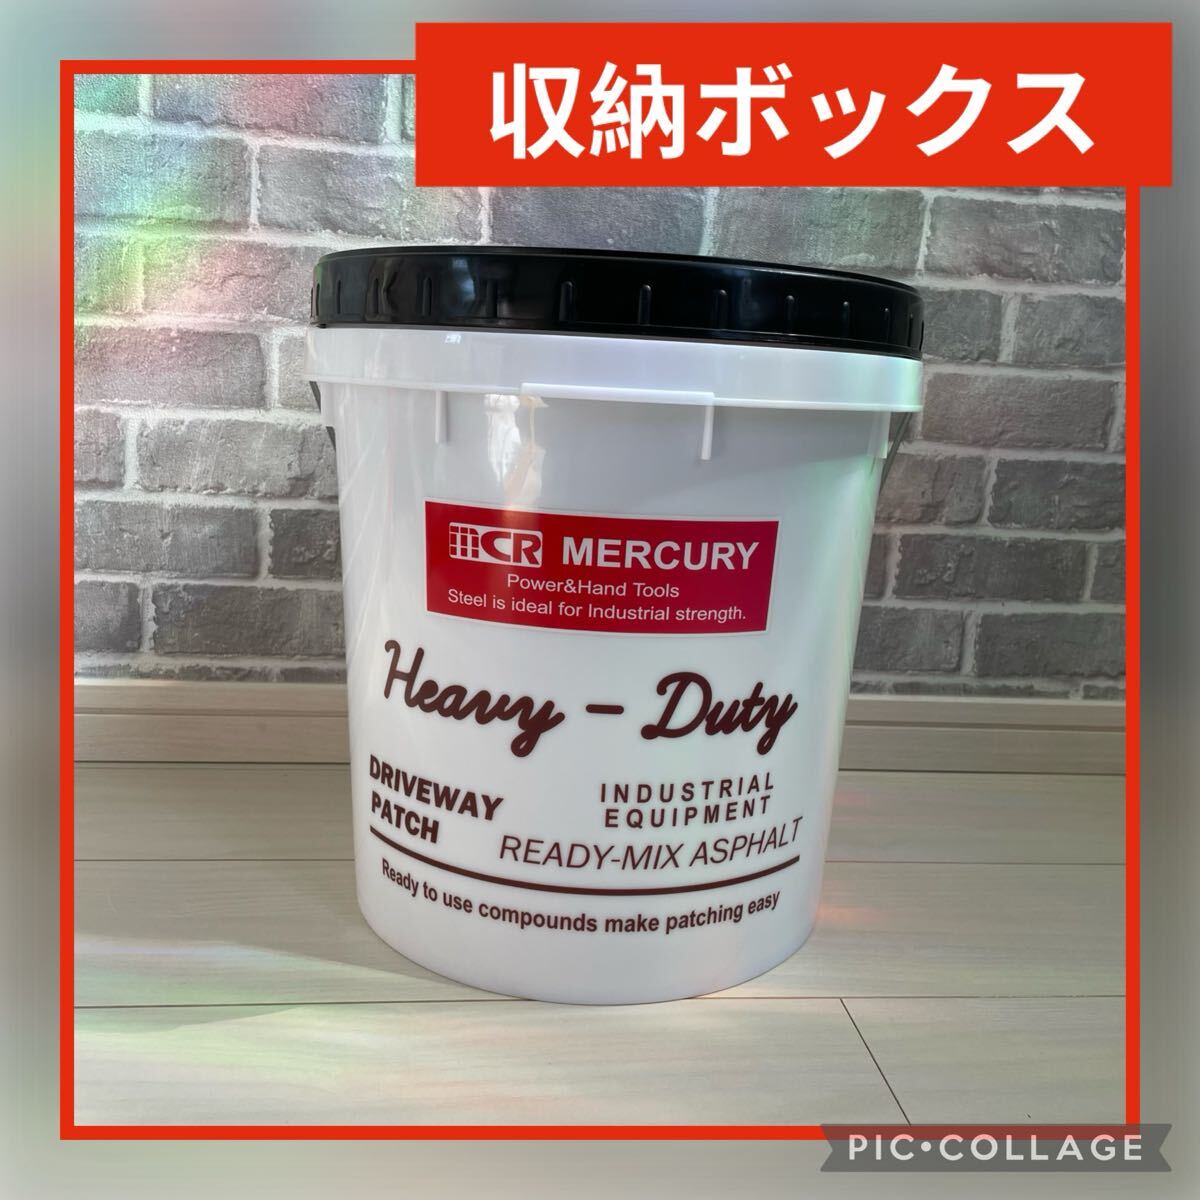 収納ボックス
MCR MERCURY
Power&Hand Tools
Steel is ideal for Industrial strength.
Heavy - Duty
DRIVEWAY
PATCH
INDUSTRIAL
EQUIPMENT
READY-MIX ASPHALT
Ready to use compounds make patching easy
PIC•COLLAGE